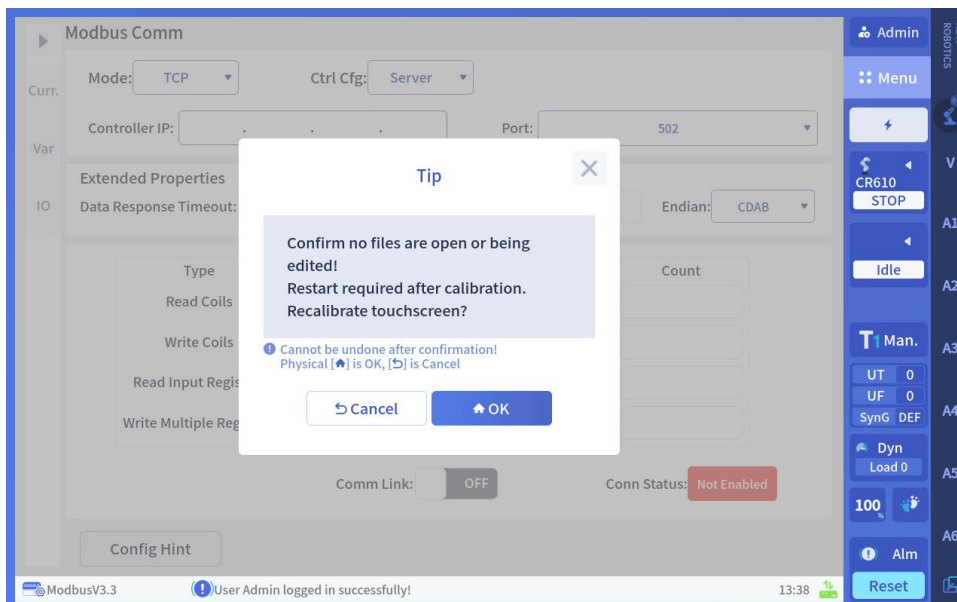 Modbus Comm
Mode: TCP
Ctrl Cfg: Server
Controller IP: . . .
Port: 502
Extended Properties
Data Response Timeout:
Endian: CDAB
Type
Count
Read Coils
Write Coils
Read Input Regis
Write Multiple Reg
Comm Link: OFF
Conn Status: Not Enabled
Config Hint
Curr.
Var
IO
Tip
Confirm no files are open or being
edited!
Restart required after calibration.
Recalibrate touchscreen?
Cannot be undone after confirmation!
Physical [] is OK, [] is Cancel
Cancel
OK
ModbusV3.3
User Admin logged in successfully!
13:38
Admin
Menu
CR610
STOP
Idle
T1 Man.
UT 0
UF 0
SynG DEF
Dyn
Load 0
100 %
Alm
Reset
ROBOTICS
V
A1
A2
A3
A4
A5
A6